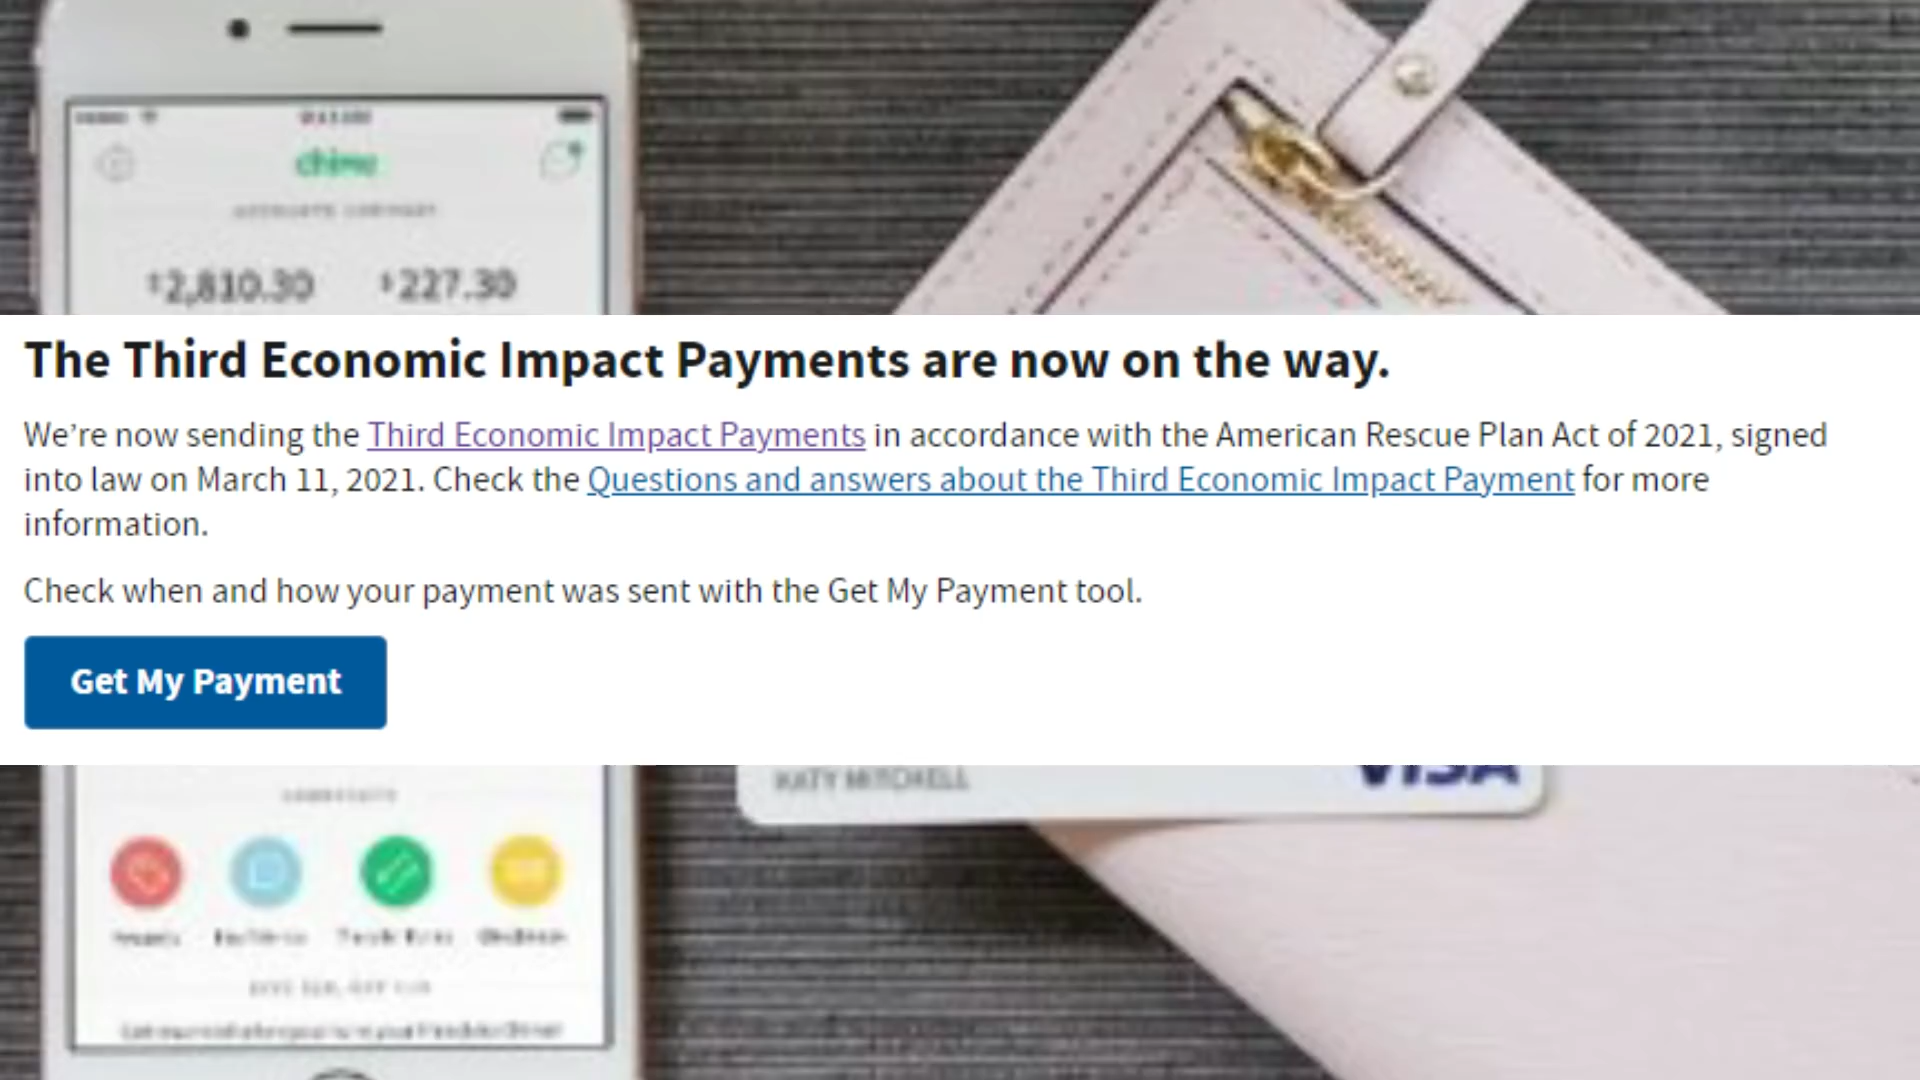 chime
$2,810.30 $227.30
The Third Economic Impact Payments are now on the way.
We're now sending the Third Economic Impact Payments in accordance with the American Rescue Plan Act of 2021, signed
into law on March 11, 2021. Check the Questions and answers about the Third Economic Impact Payment for more
information.
Check when and how your payment was sent with the Get My Payment tool.
Get My Payment
KATY MITCHELL
VISA